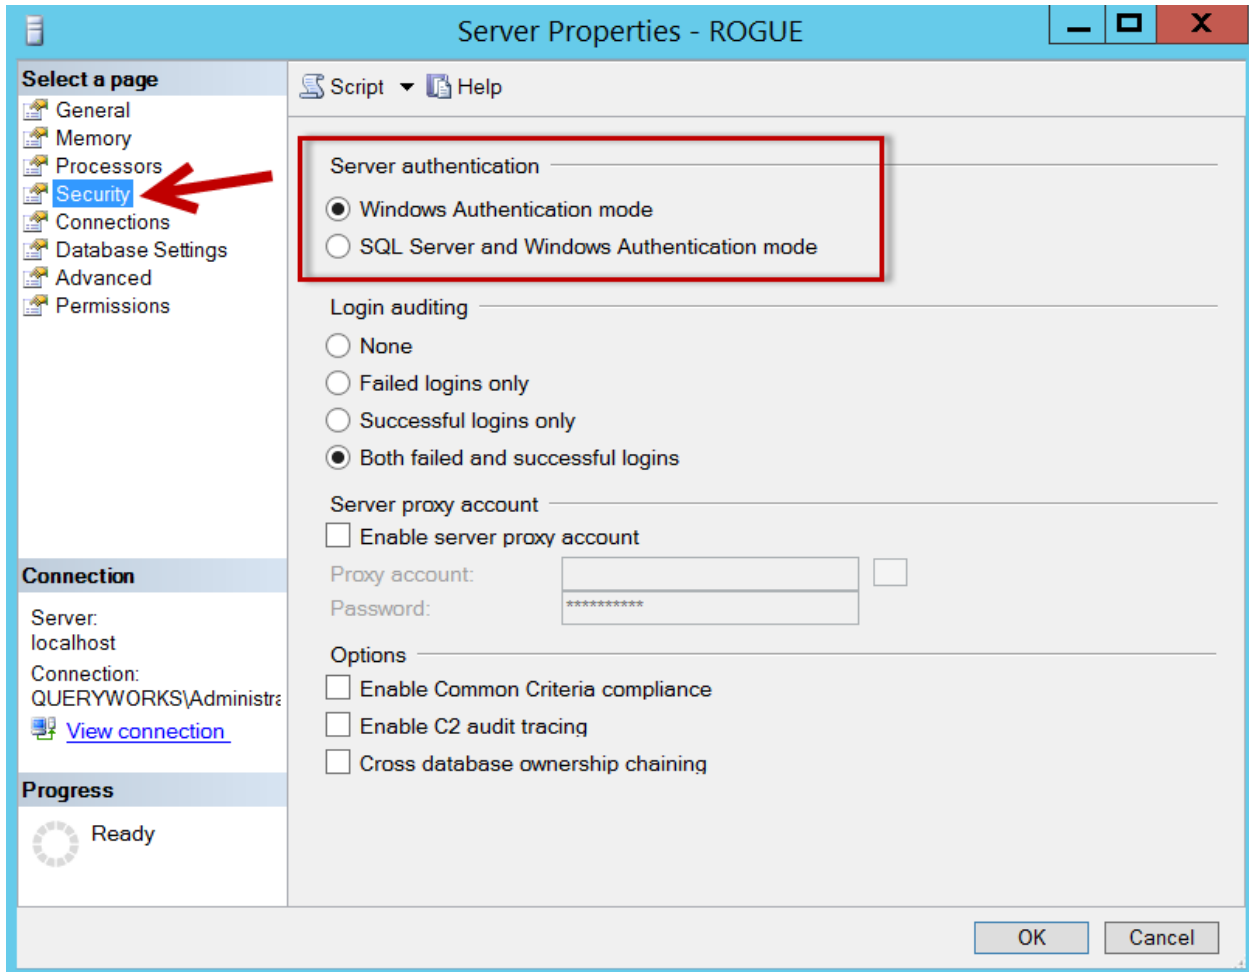 Server Properties - ROGUE
X
Select a page
General
Memory
Processors
Security
Connections
Database Settings
Advanced
Permissions
Connection
Server:
localhost
Connection:
QUERYWORKS\Administra
View connection
Progress
Ready
Script Help
Server authentication
Windows Authentication mode
SQL Server and Windows Authentication mode
Login auditing
None
Failed logins only
Successful logins only
Both failed and successful logins
Server proxy account
Enable server proxy account
Proxy account:
Password: **********
Options
Enable Common Criteria compliance
Enable C2 audit tracing
Cross database ownership chaining
OK Cancel